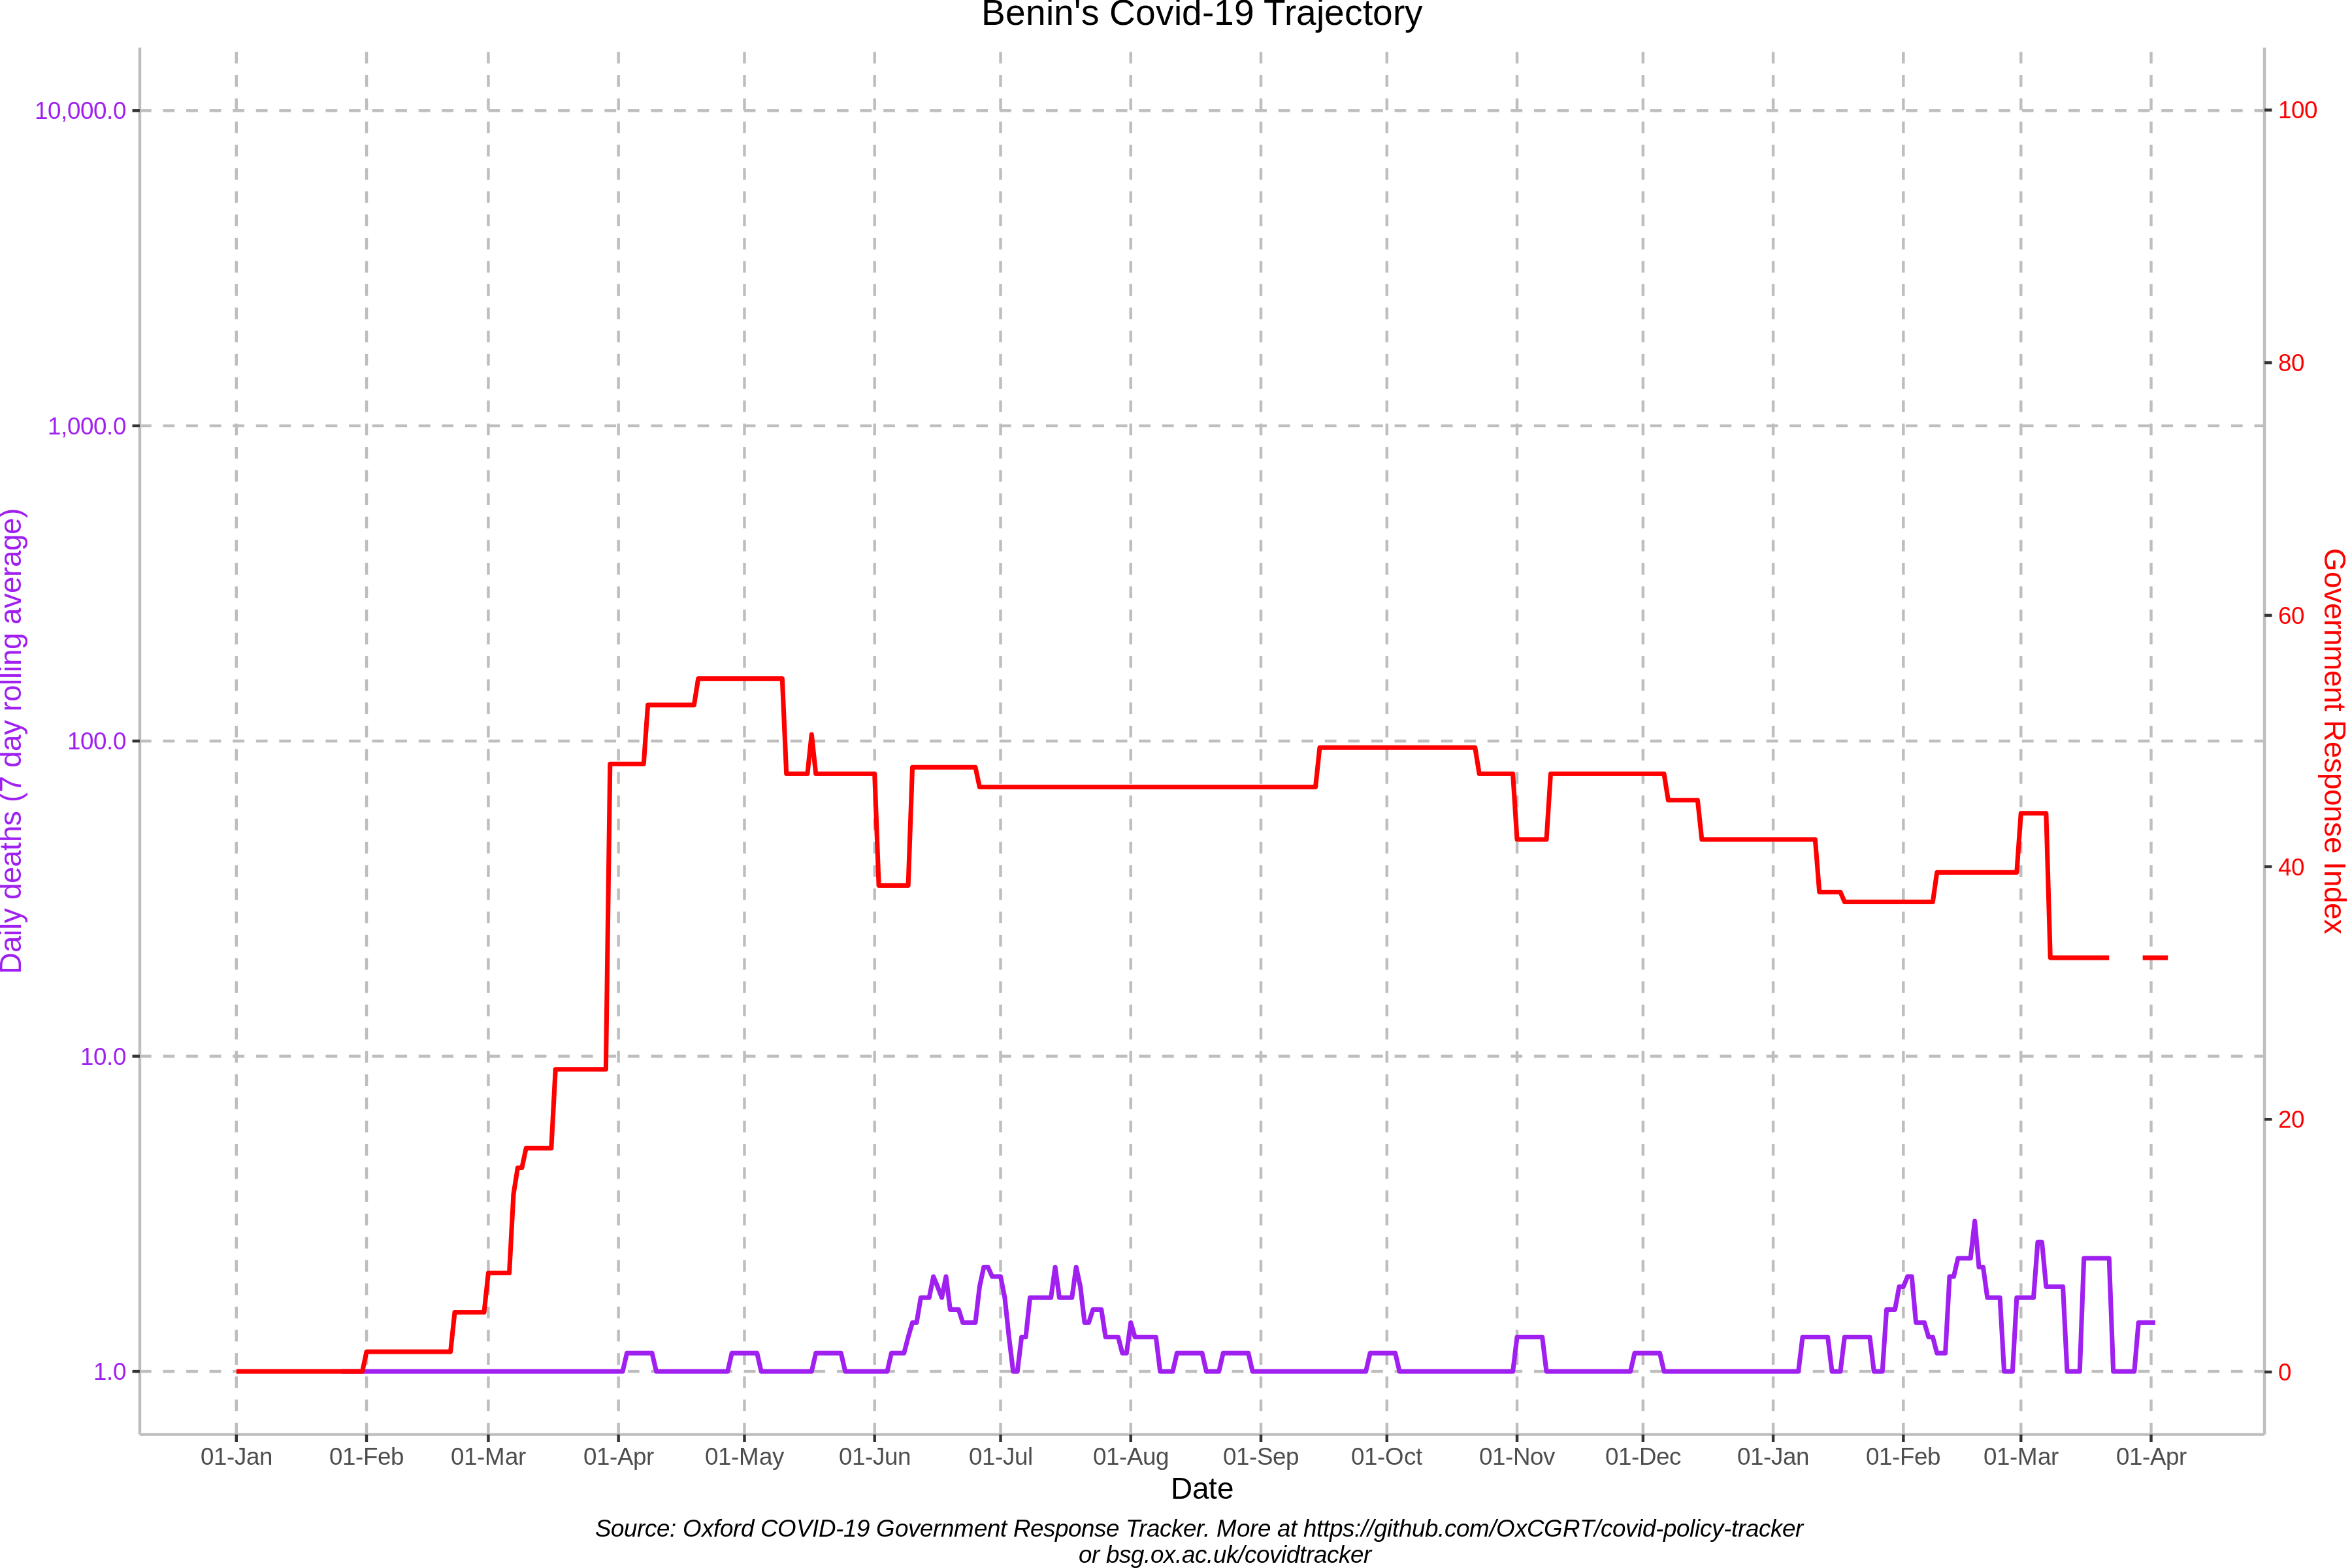 Benin's Covid-19 Trajectory
10,000.0
1,000.0
100.0
10.0
1.0
Daily deaths (7 day rolling average)
100
80
60
40
20
0
Government Response Index
01-Jan 01-Feb 01-Mar 01-Apr 01-May 01-Jun 01-Jul 01-Aug 01-Sep 01-Oct 01-Nov 01-Dec 01-Jan 01-Feb 01-Mar 01-Apr
Date
Source: Oxford COVID-19 Government Response Tracker. More at https://github.com/OxCGRT/covid-policy-tracker
or bsg.ox.ac.uk/covidtracker